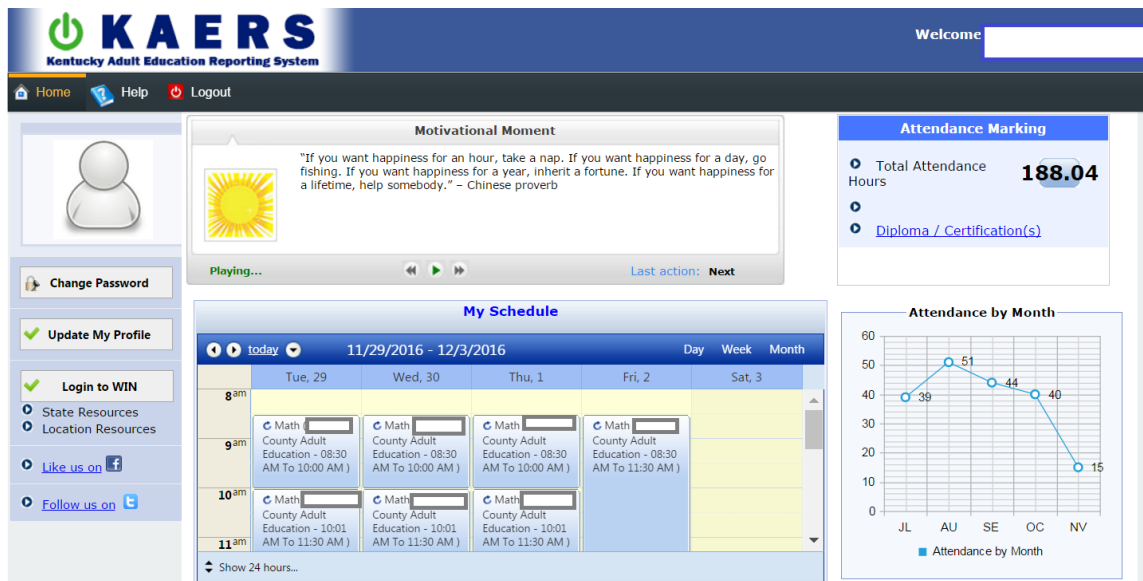 KAERS
Kentucky Adult Education Reporting System
Welcome
Home
Help
Logout
Change Password
Update My Profile
Login to WIN
State Resources
Location Resources
Like us on
Follow us on
Motivational Moment
"If you want happiness for an hour, take a nap. If you want happiness for a day, go
fishing. If you want happiness for a year, inherit a fortune. If you want happiness for
a lifetime, help somebody." – Chinese proverb
Playing...
Last action: Next
My Schedule
today
11/29/2016 - 12/3/2016
Day Week Month
Tue, 29
Wed, 30
Thu, 1
Fri, 2
Sat, 3
8am
9am
10am
11am
Math (
County Adult
Education - 08:30
AM To 10:00 AM )
Math
County Adult
Education - 08:30
AM To 10:00 AM )
Math
County Adult
Education - 08:30
AM To 10:00 AM )
Math
County Adult
Education - 08:30
AM To 11:30 AM )
Math
County Adult
Education - 10:01
AM To 11:30 AM )
Math
County Adult
Education - 10:01
AM To 11:30 AM )
Math
County Adult
Education - 10:01
AM To 11:30 AM )
Show 24 hours...
Attendance Marking
Total Attendance
Hours
188.04
Diploma / Certification(s)
Attendance by Month
60
50
40
30
20
10
0
39
51
44
40
15
JL AU SE OC NV
Attendance by Month